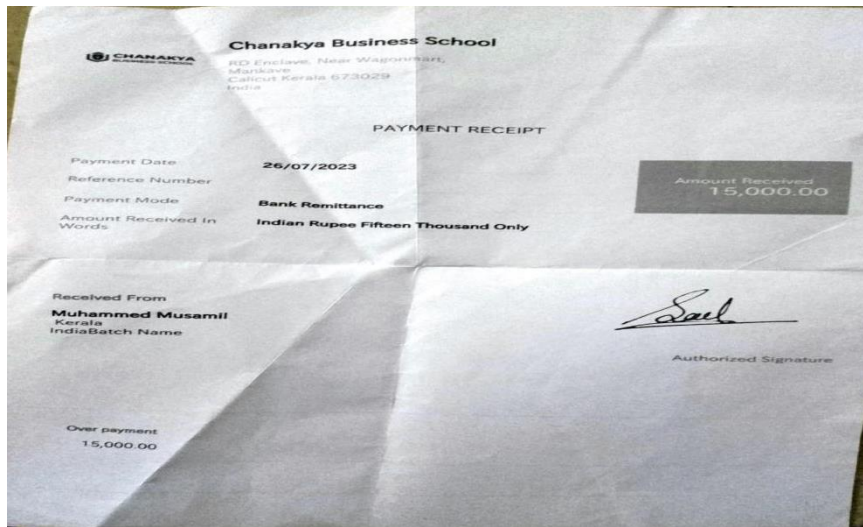 CHANAKYA
BUSINESS SCHOOL
Chanakya Business School
RD Enclave, Near Wagonmart,
Mankave
Calicut Kerala 673029
India
PAYMENT RECEIPT
Payment Date 26/07/2023
Reference Number
Payment Mode Bank Remittance
Amount Received In Words Indian Rupee Fifteen Thousand Only
Amount Received
15,000.00
Received From
Muhammed Musamil
Kerala
IndiaBatch Name
Authorized Signature
Over payment
15,000.00